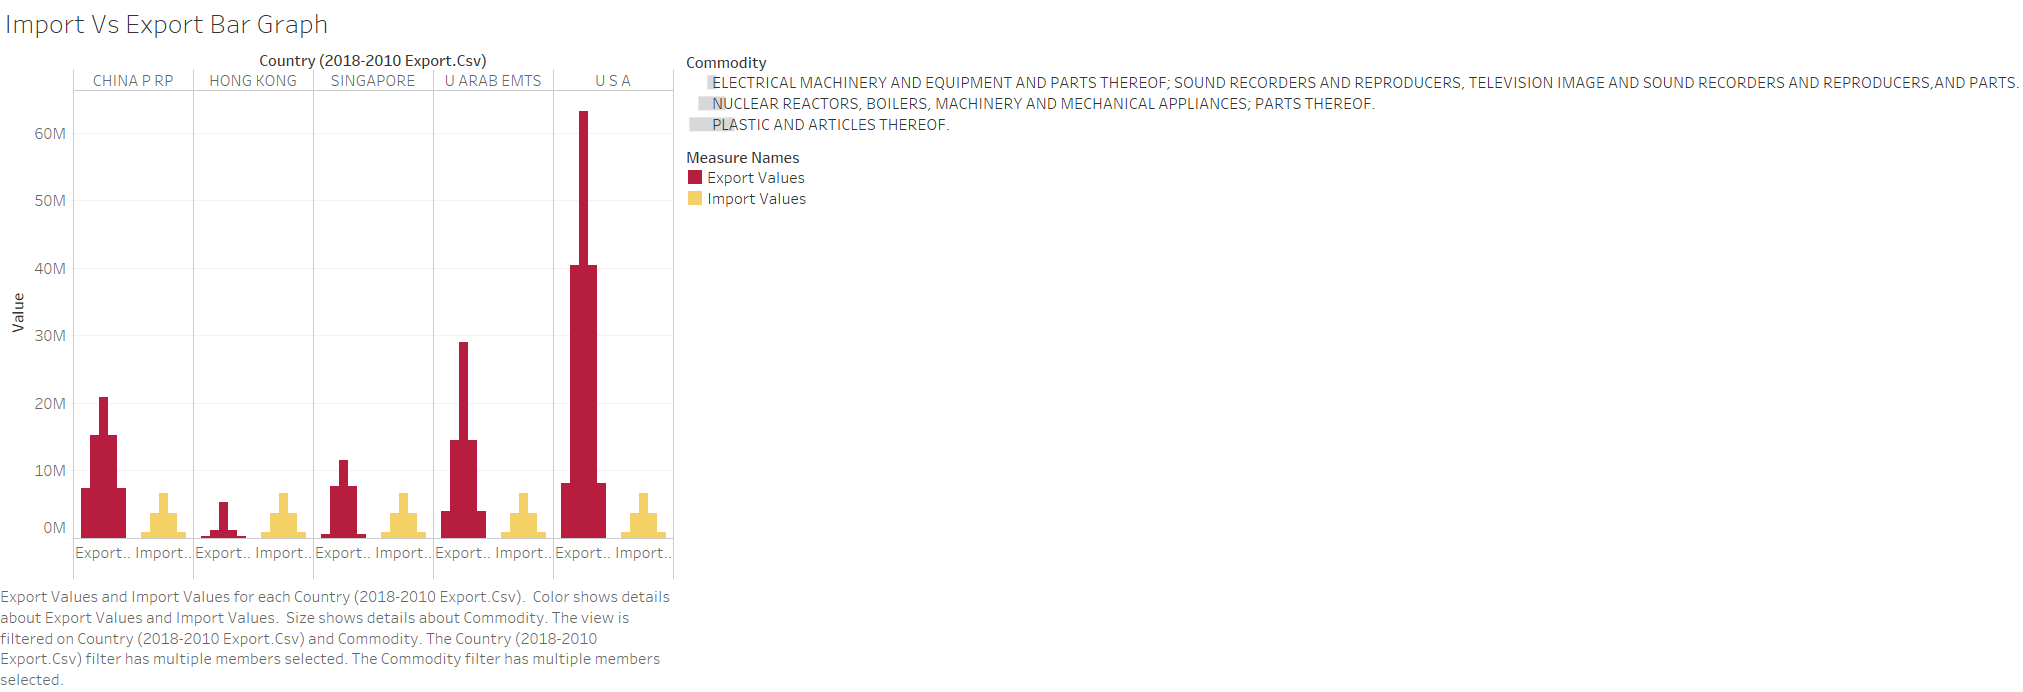 Import Vs Export Bar Graph
Country (2018-2010 Export.Csv)
CHINA P RP HONG KONG SINGAPORE U ARAB EMTS U S A
60M
50M
40M
30M
20M
10M
0M
Value
Export.. Import.. Export.. Import.. Export.. Import.. Export.. Import.. Export.. Import..
Commodity
ELECTRICAL MACHINERY AND EQUIPMENT AND PARTS THEREOF; SOUND RECORDERS AND REPRODUCERS, TELEVISION IMAGE AND SOUND RECORDERS AND REPRODUCERS,AND PARTS.
NUCLEAR REACTORS, BOILERS, MACHINERY AND MECHANICAL APPLIANCES; PARTS THEREOF.
PLASTIC AND ARTICLES THEREOF.
Measure Names
Export Values
Import Values
Export Values and Import Values for each Country (2018-2010 Export.Csv).  Color shows details
about Export Values and Import Values.  Size shows details about Commodity. The view is
filtered on Country (2018-2010 Export.Csv) and Commodity. The Country (2018-2010
Export.Csv) filter has multiple members selected. The Commodity filter has multiple members
selected.